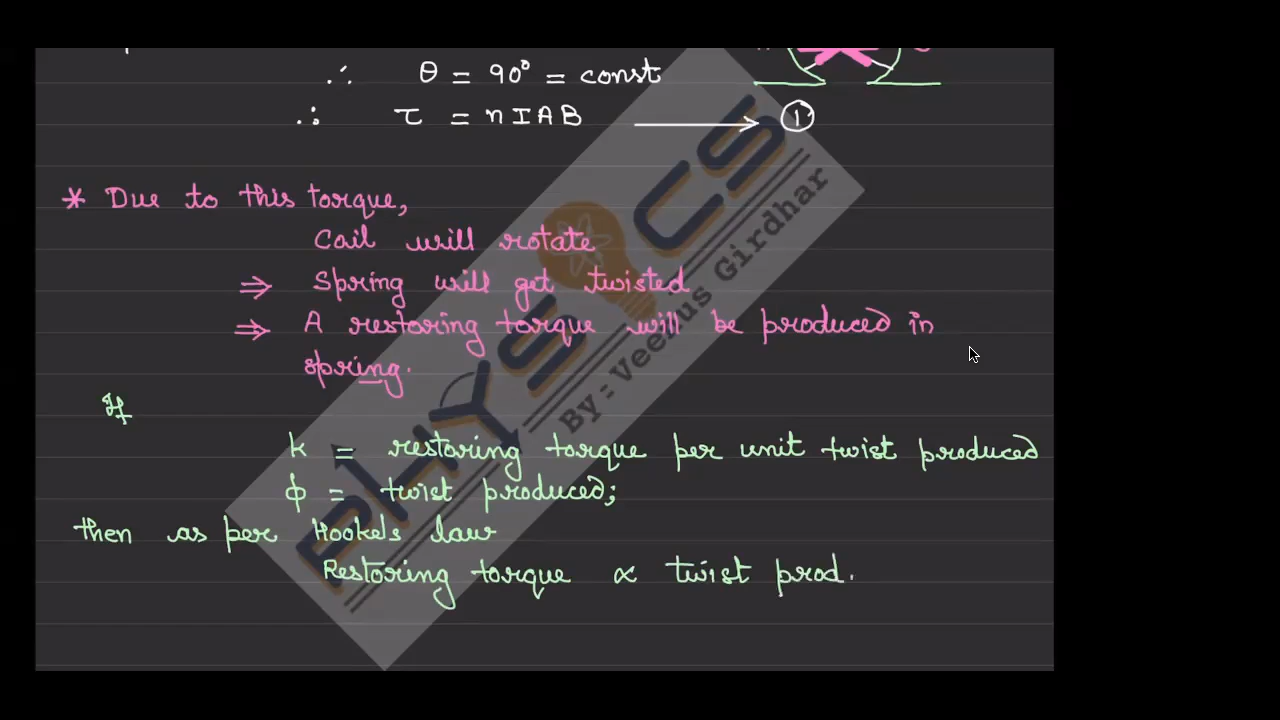 ∴ θ = 90° = const
∴ τ = nIAB ⟶ ①
* Due to this torque,
Coil will rotate
⇒ Spring will get twisted
⇒ A restoring torque will be produced in
spring.
If
k = restoring torque per unit twist produced
ϕ = twist produced;
then as per Hooke's law
Restoring torque ∝ twist prod.
PHYSICS
By: Veenus Girdhar